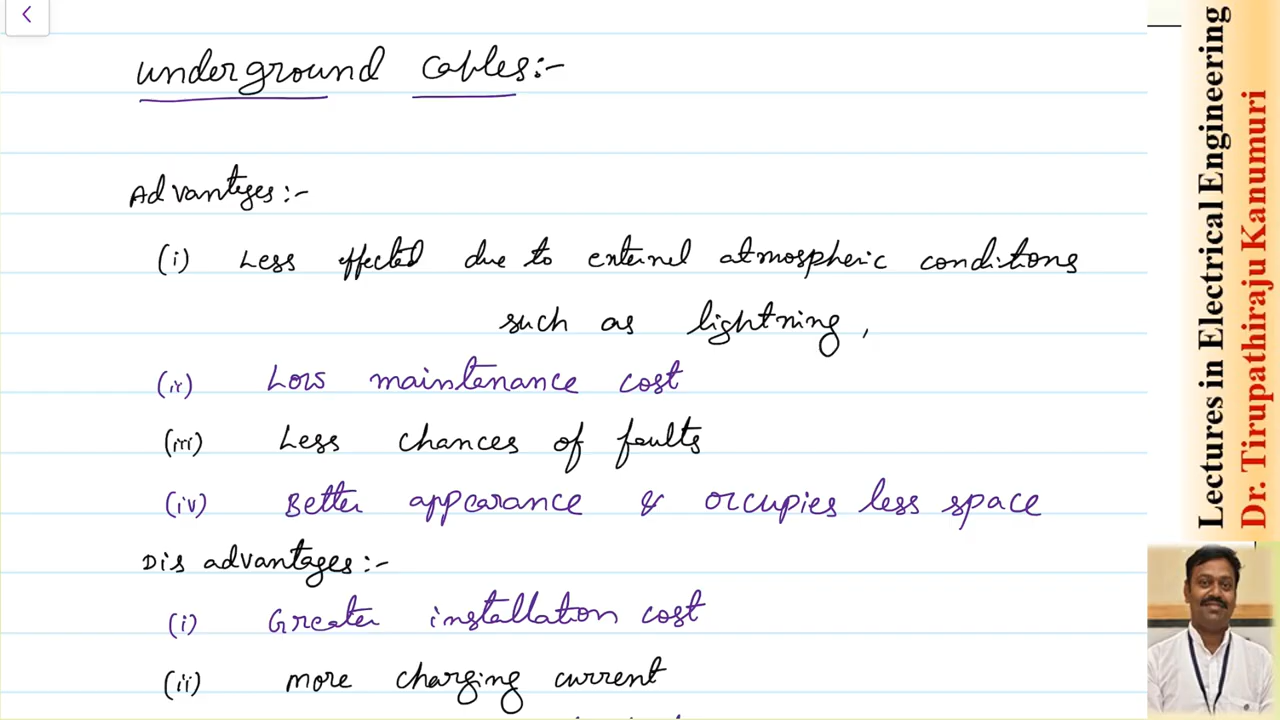 underground cables:-
Advanteges:-
(i) Less effected due to external atmospheric conditions
such as lightning,
(ii) Low maintenance cost
(iii) Less chances of faults
(iv) Better appearance & occupies less space
Dis advantages:-
(i) Greater installation cost
(ii) more charging current
Lectures in Electrical Engineering
Dr. Tirupathiraju Kanumuri